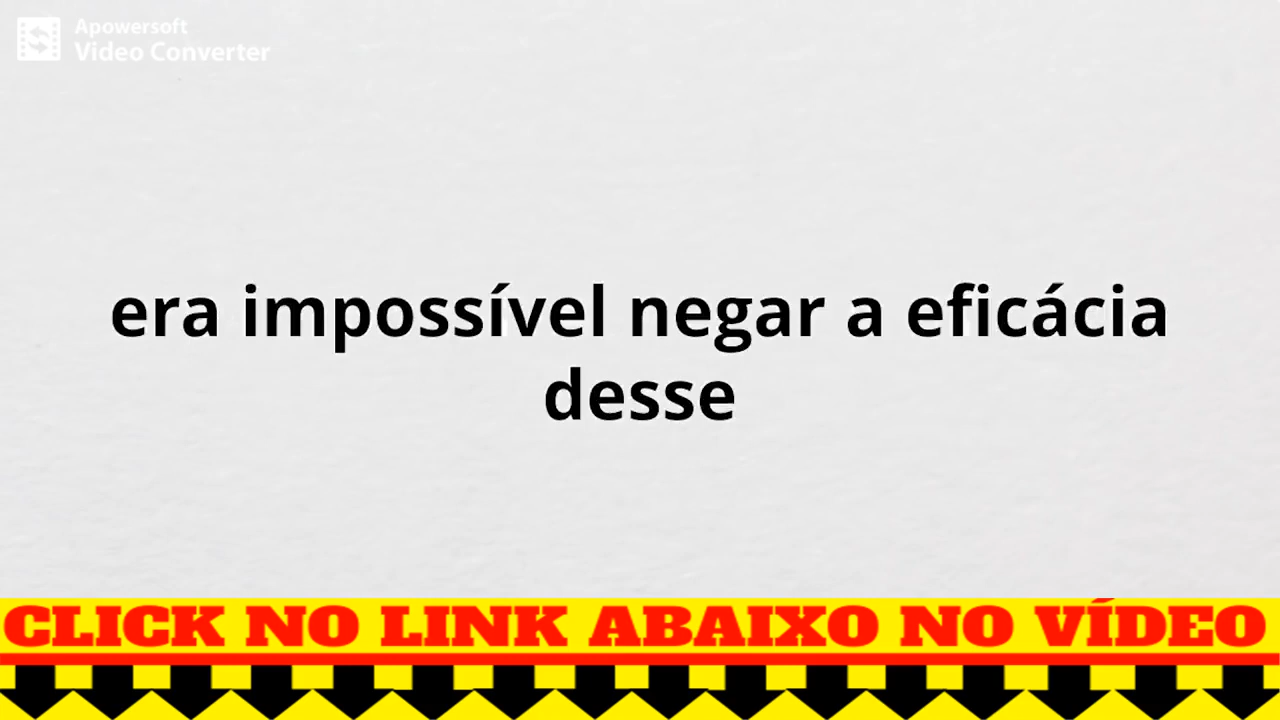 Apowersoft
Video Converter
era impossível negar a eficácia
desse
CLICK NO LINK ABAIXO NO VÍDEO